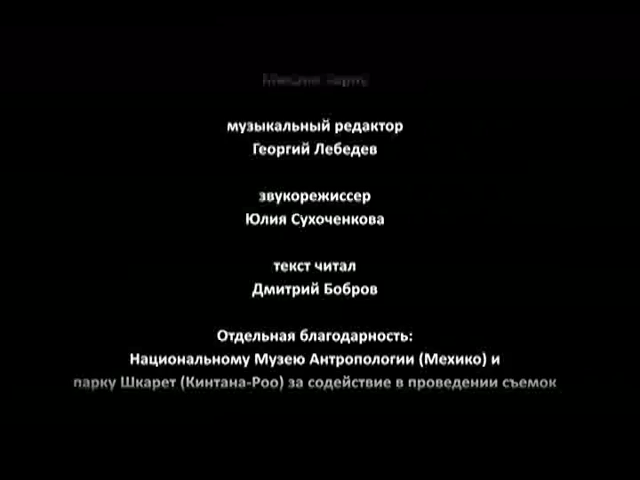 музыкальный редактор
Георгий Лебедев
звукорежиссер
Юлия Сухоченкова
текст читал
Дмитрий Бобров
Отдельная благодарность:
Национальному Музею Антропологии (Мехико) и
парку Шкарет (Кинтана-Роо) за содействие в проведении съемок